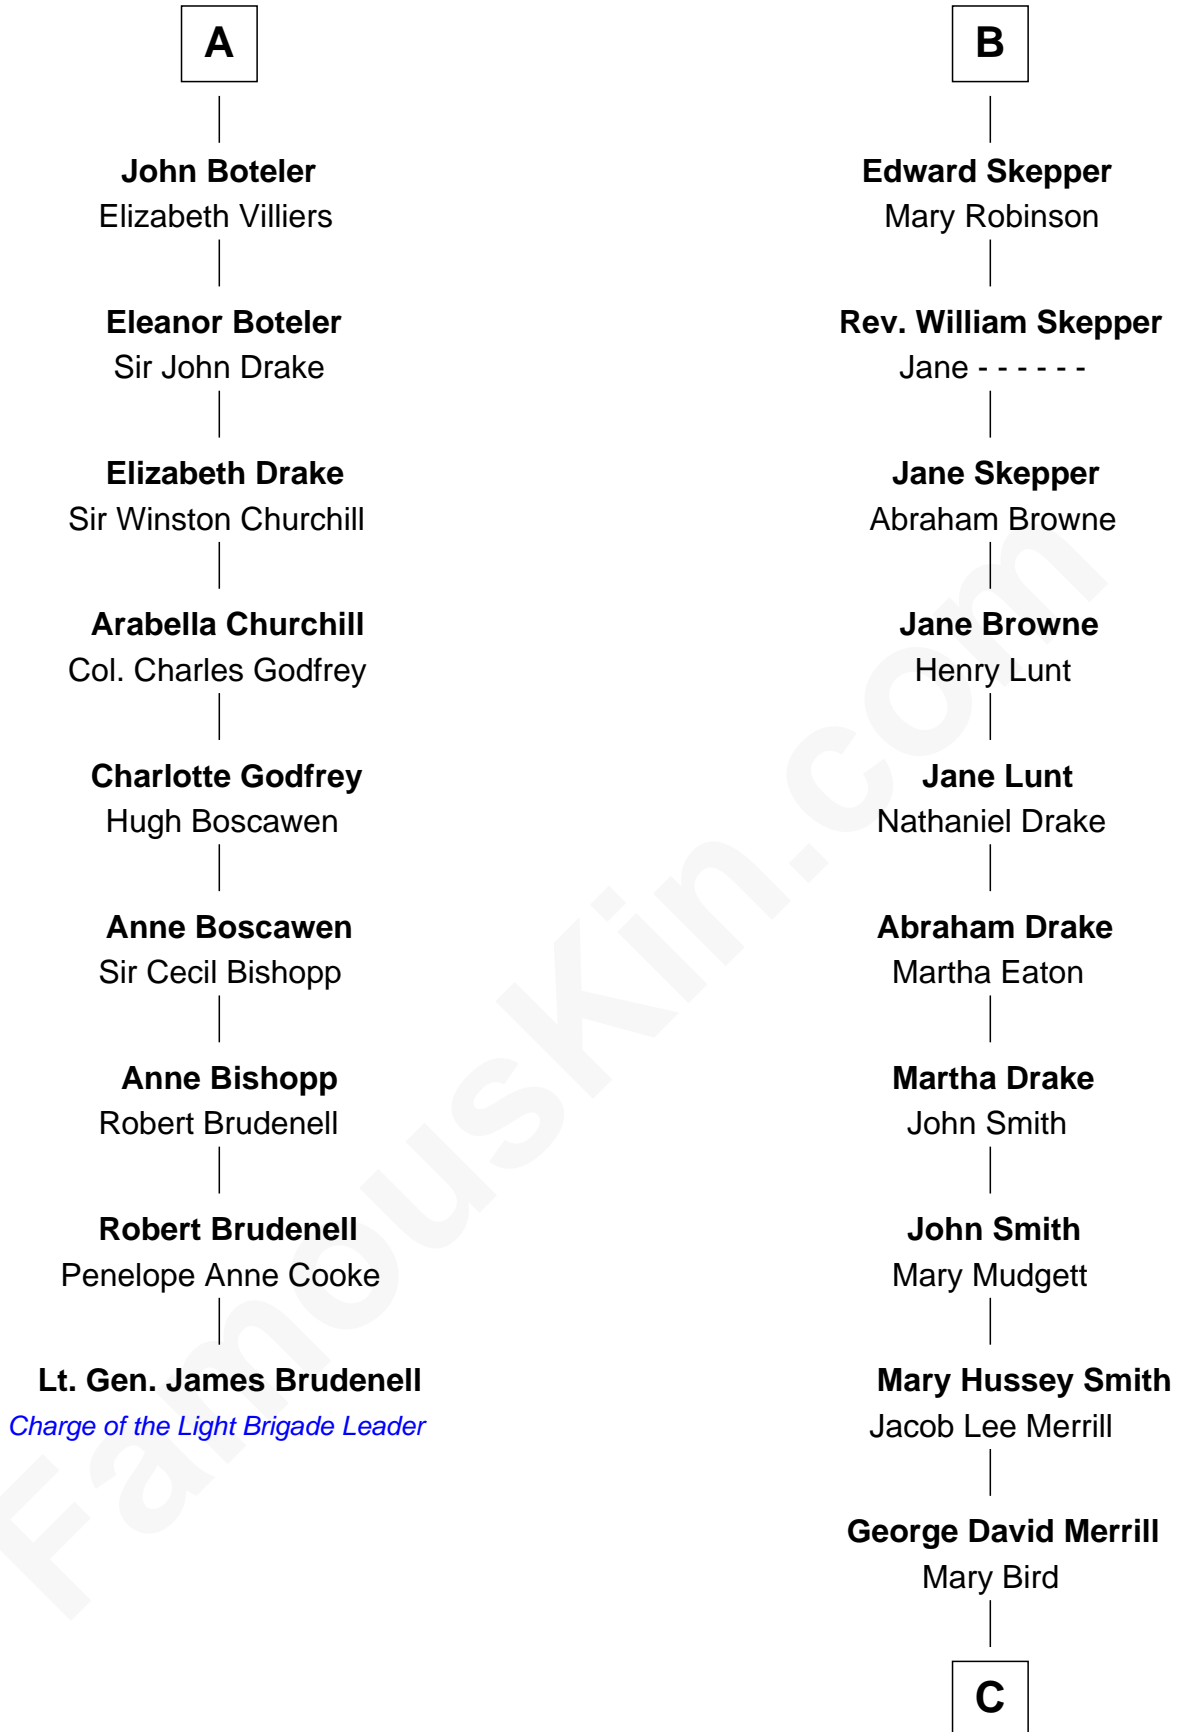 A
John Boteler
Elizabeth Villiers
Eleanor Boteler
Sir John Drake
Elizabeth Drake
Sir Winston Churchill
Arabella Churchill
Col. Charles Godfrey
Charlotte Godfrey
Hugh Boscawen
Anne Boscawen
Sir Cecil Bishopp
Anne Bishopp
Robert Brudenell
Robert Brudenell
Penelope Anne Cooke
Lt. Gen. James Brudenell
Charge of the Light Brigade Leader
B
Edward Skepper
Mary Robinson
Rev. William Skepper
Jane - - - - - -
Jane Skepper
Abraham Browne
Jane Browne
Henry Lunt
Jane Lunt
Nathaniel Drake
Abraham Drake
Martha Eaton
Martha Drake
John Smith
John Smith
Mary Mudgett
Mary Hussey Smith
Jacob Lee Merrill
George David Merrill
Mary Bird
C
FamousKin.com